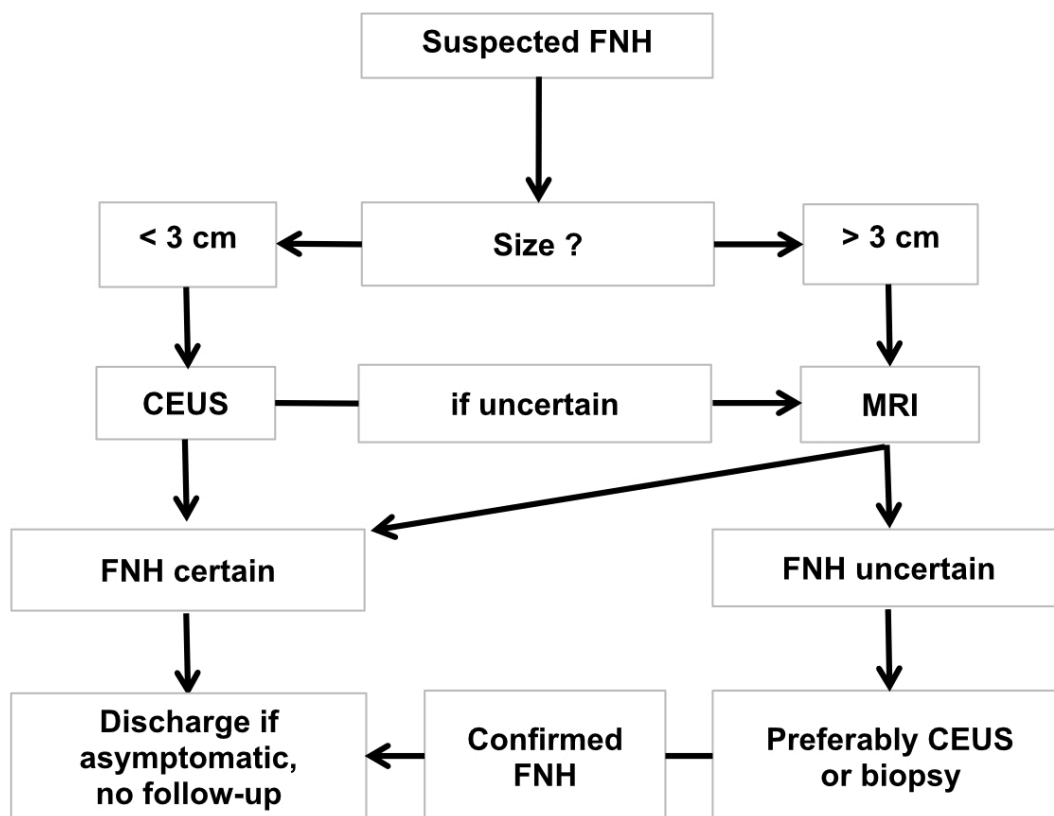 Suspected FNH
< 3 cm
Size ?
> 3 cm
CEUS
if uncertain
MRI
FNH certain
FNH uncertain
Discharge if
asymptomatic,
no follow-up
Confirmed
FNH
Preferably CEUS
or biopsy